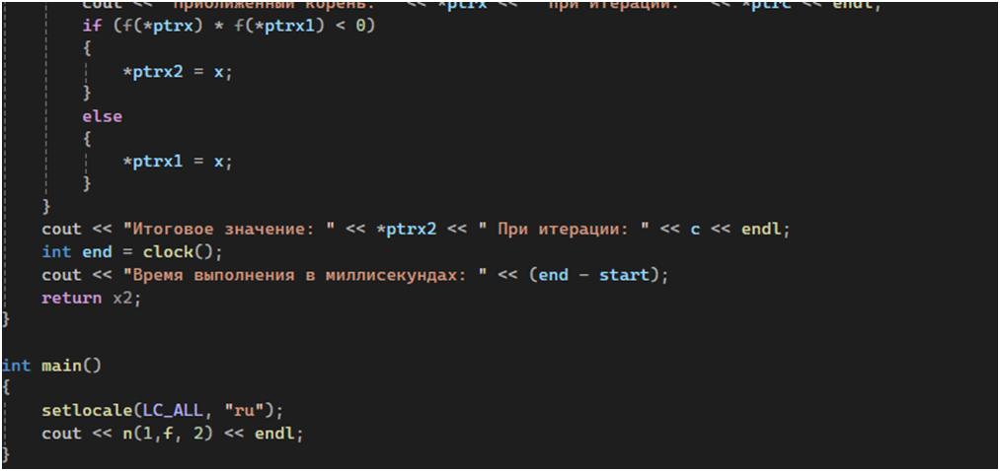 cout << "Приближенный корень: " << *ptrx << " При итерации: " << *ptrc << endl;
if (f(*ptrx) * f(*ptrx1) < 0)
{
*ptrx2 = x;
}
else
{
*ptrx1 = x;
}
}
cout << "Итоговое значение: " << *ptrx2 << " При итерации: " << c << endl;
int end = clock();
cout << "Время выполнения в миллисекундах: " << (end - start);
return x2;
}
int main()
{
setlocale(LC_ALL, "ru");
cout << n(1,f, 2) << endl;
}